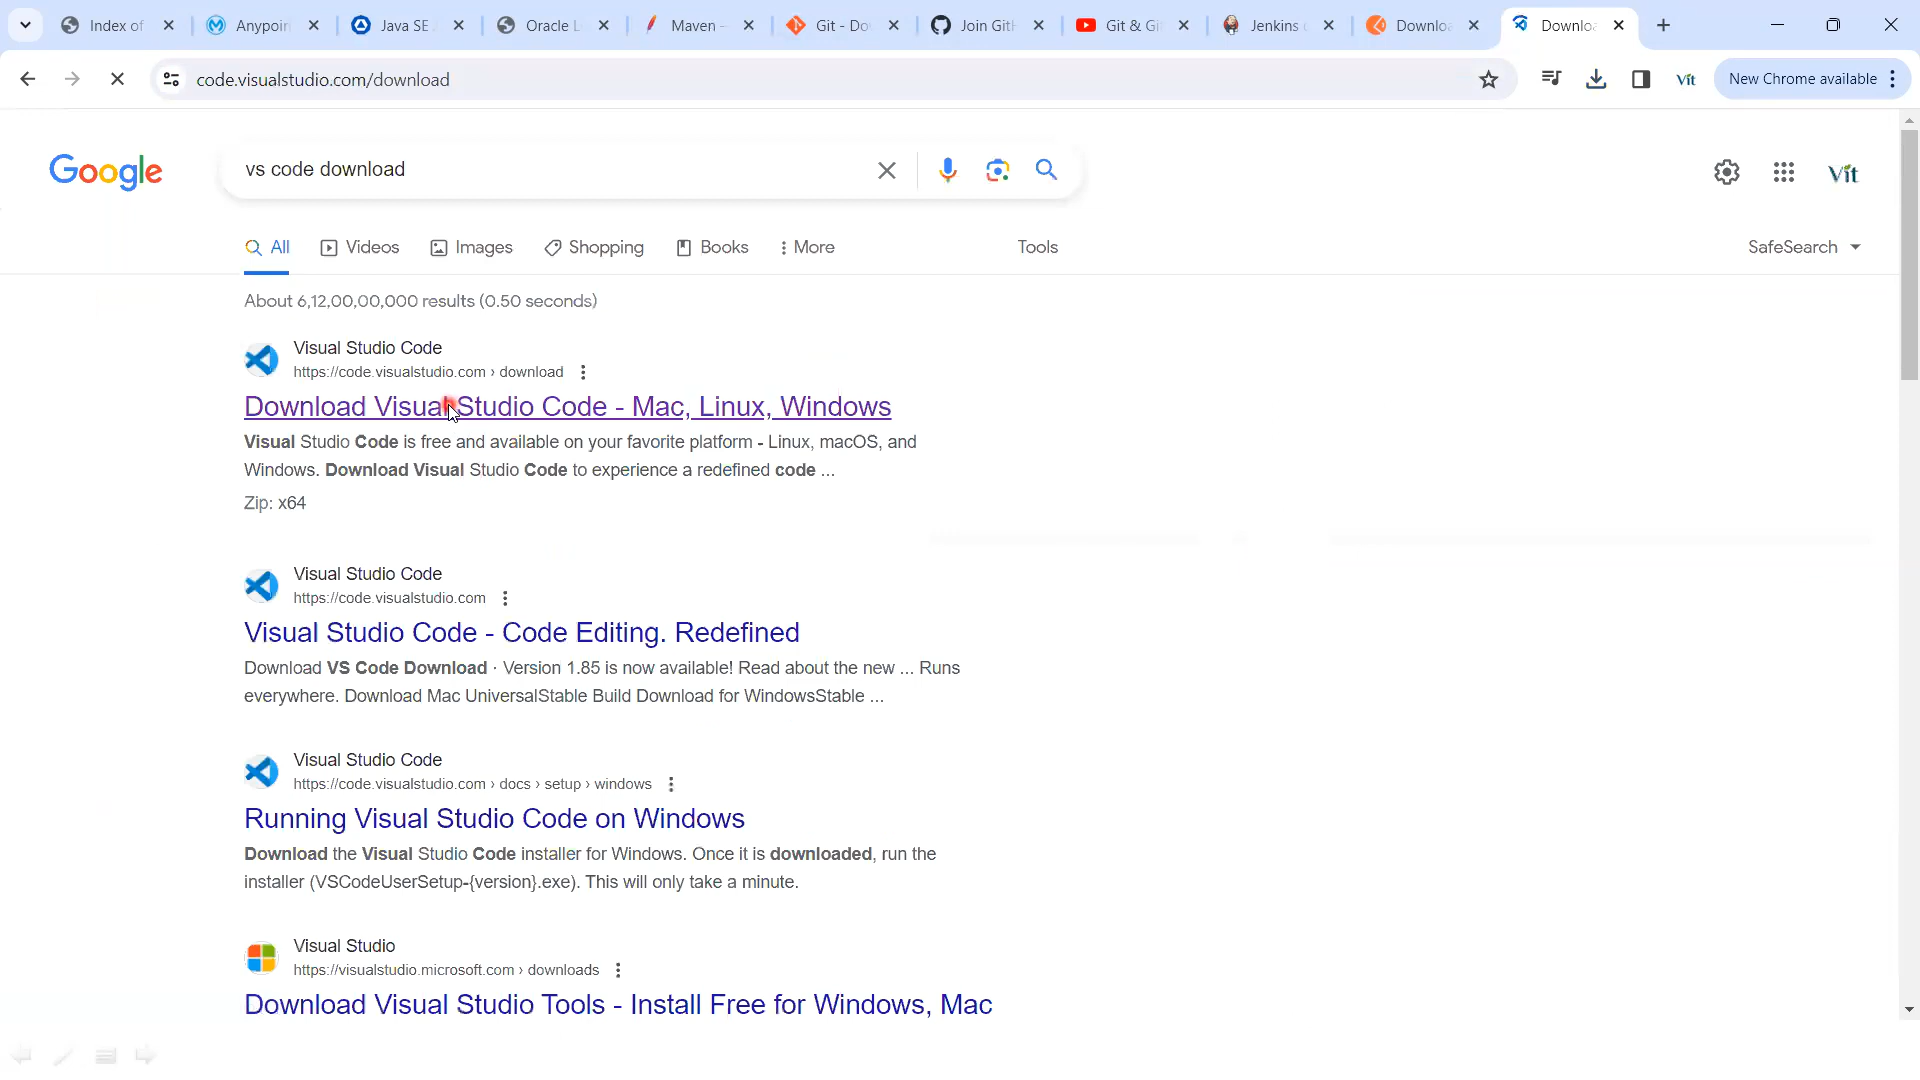 Index of
Anypoin
Java SE
Oracle L
Maven –
Git - Do
Join Git
Git & Gi
Jenkins
Downloa
Downloa
code.visualstudio.com/download
Vit
New Chrome available
Google
vs code download
Vit
All
Videos
Images
Shopping
Books
More
Tools
SafeSearch
About 6,12,00,00,000 results (0.50 seconds)
Visual Studio Code
https://code.visualstudio.com › download
Download Visual Studio Code - Mac, Linux, Windows
Visual Studio Code is free and available on your favorite platform - Linux, macOS, and
Windows. Download Visual Studio Code to experience a redefined code ...
Zip: x64
Visual Studio Code
https://code.visualstudio.com
Visual Studio Code - Code Editing. Redefined
Download VS Code Download · Version 1.85 is now available! Read about the new ... Runs
everywhere. Download Mac UniversalStable Build Download for WindowsStable ...
Visual Studio Code
https://code.visualstudio.com › docs › setup › windows
Running Visual Studio Code on Windows
Download the Visual Studio Code installer for Windows. Once it is downloaded, run the
installer (VSCodeUserSetup-{version}.exe). This will only take a minute.
Visual Studio
https://visualstudio.microsoft.com › downloads
Download Visual Studio Tools - Install Free for Windows, Mac